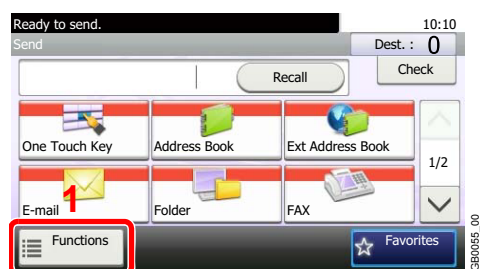 Ready to send. 10:10
Send Dest. : 0
Recall Check
One Touch Key Address Book Ext Address Book
1/2
1
E-mail Folder FAX
Functions Favorites
GB0055_00